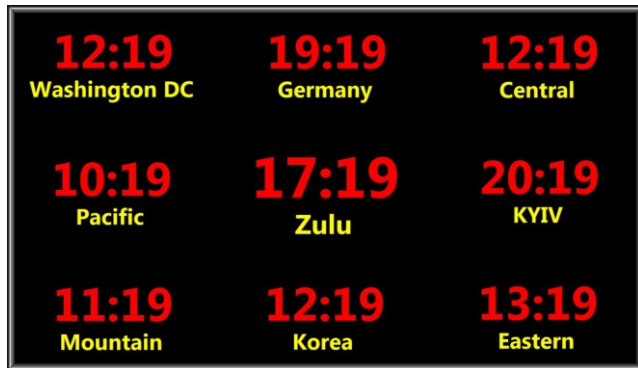 12:19 19:19 12:19
Washington DC Germany Central
10:19 17:19 20:19
Pacific Zulu KYIV
11:19 12:19 13:19
Mountain Korea Eastern